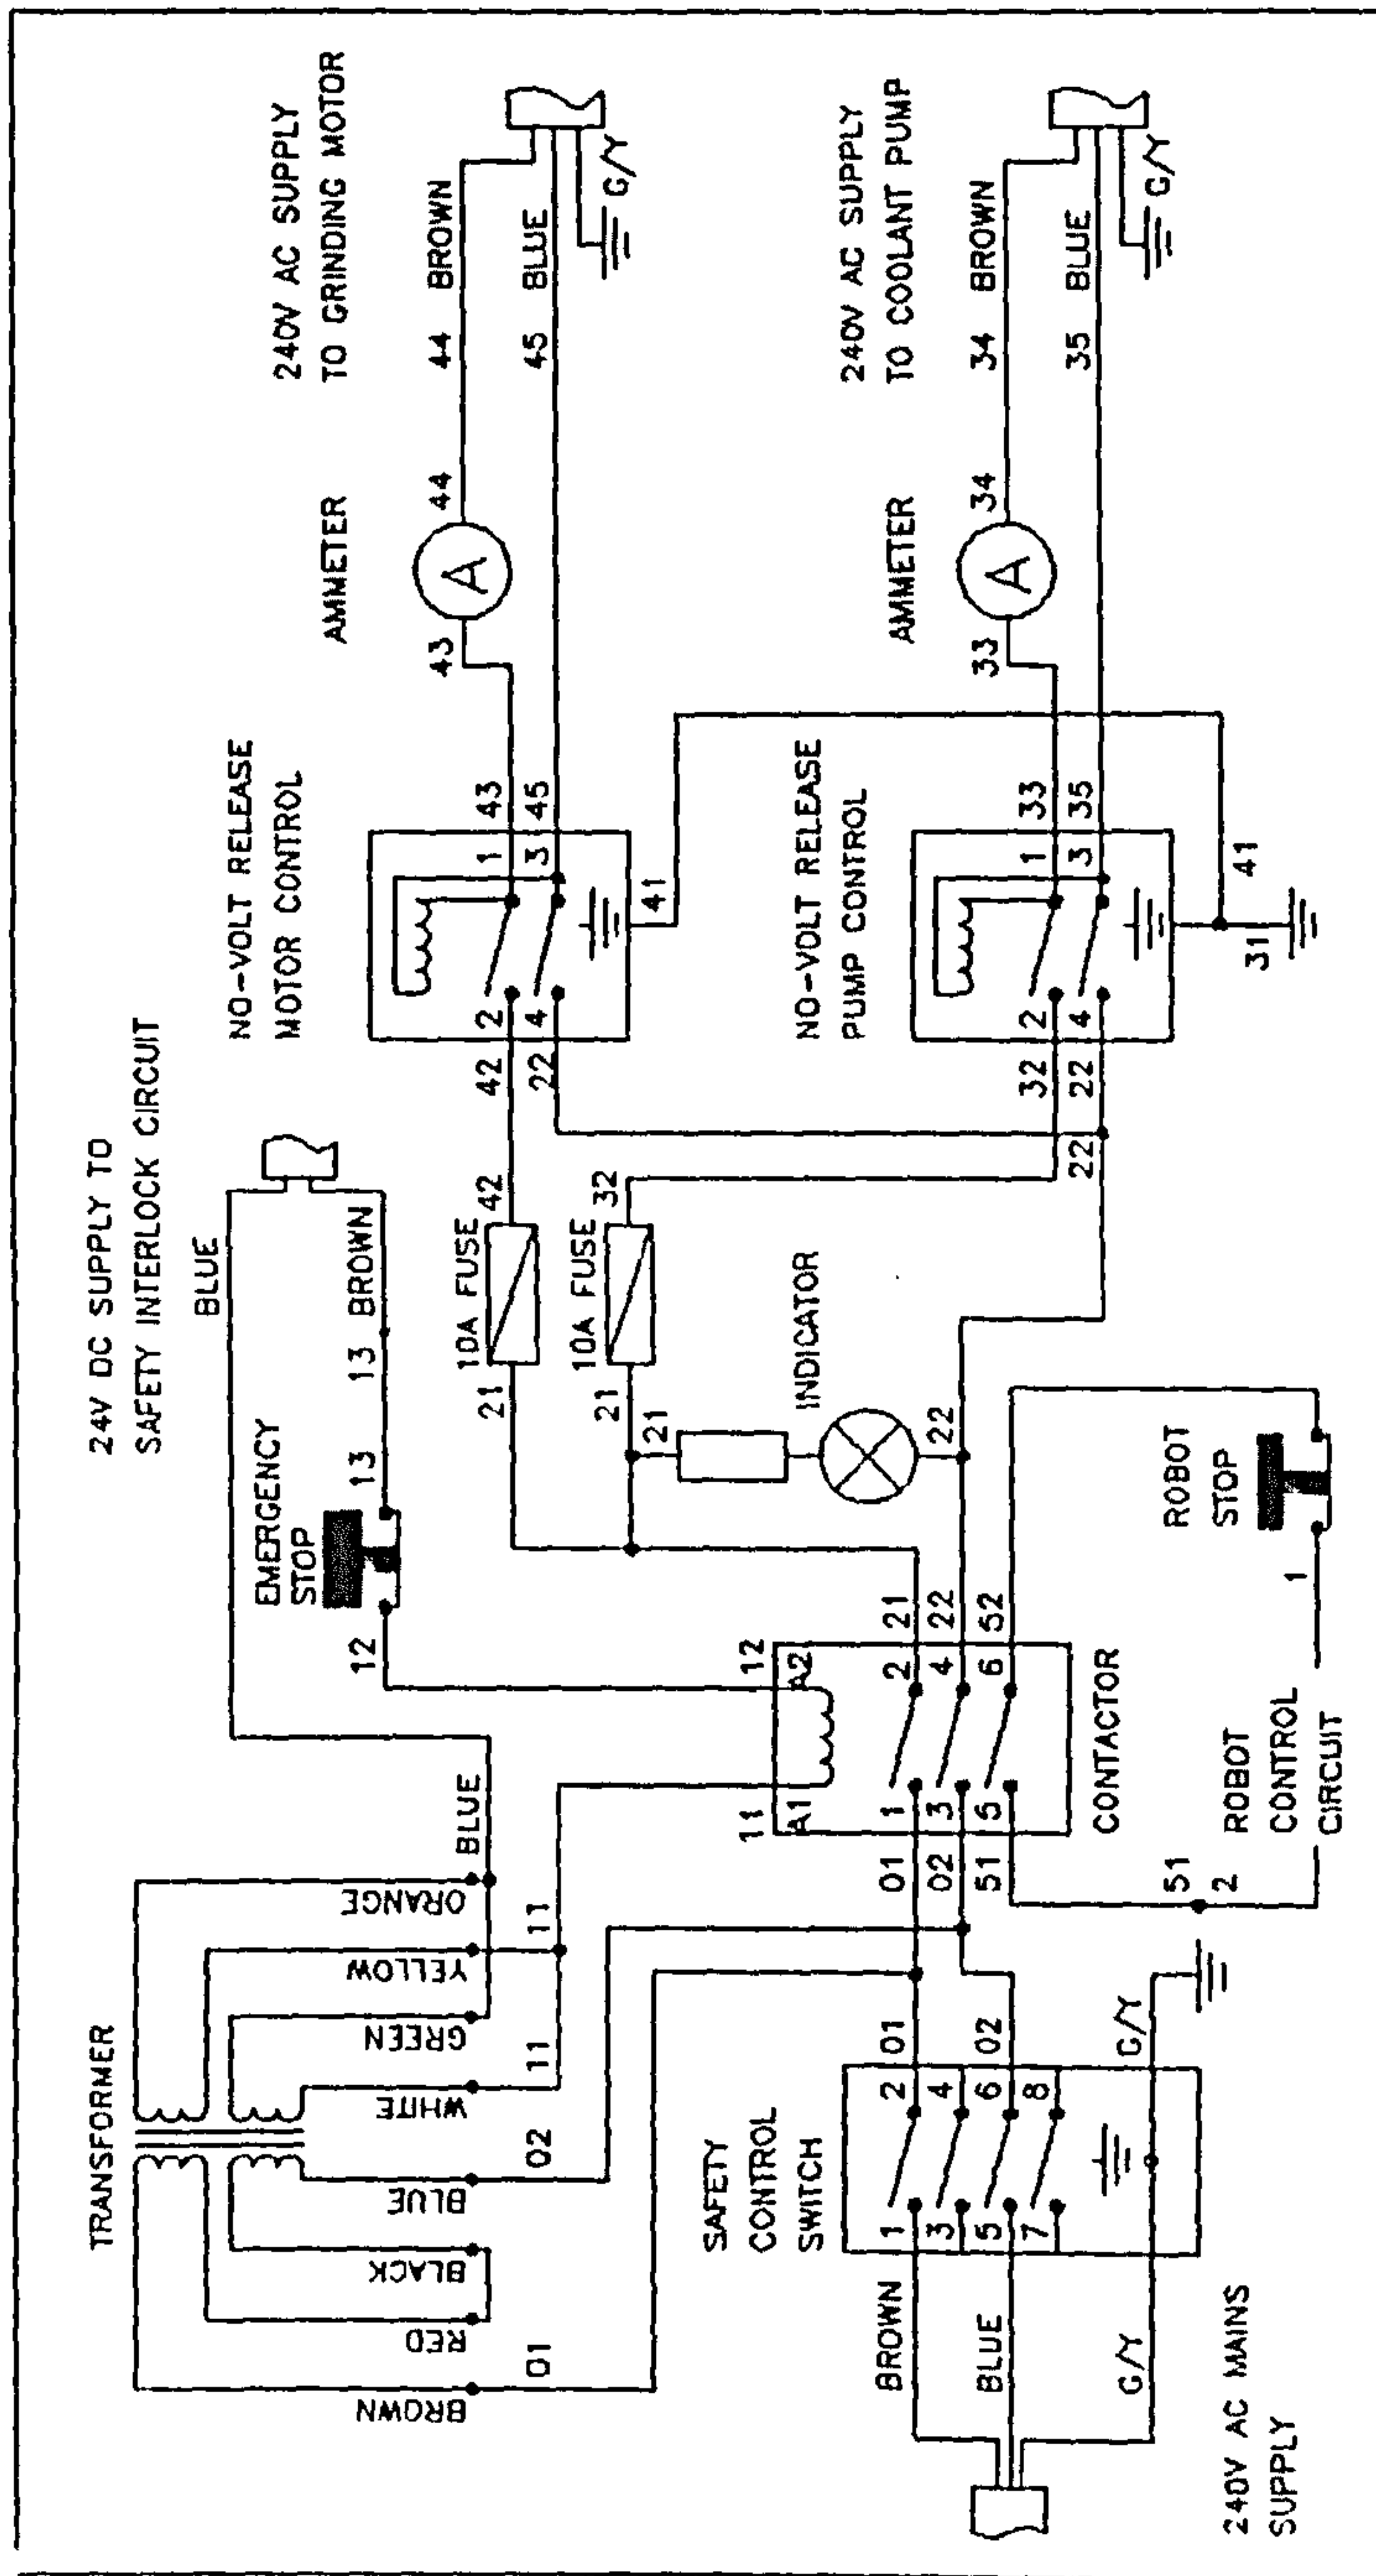 24V DC SUPPLY TO
SAFETY INTERLOCK CIRCUIT
240V AC SUPPLY
TO GRINDING MOTOR
TRANSFORMER
BROWN
RED
BLACK
BLUE
WHITE
GREEN
YELLOW
ORANGE
01
02
11
11
BLUE
BLUE
EMERGENCY
STOP
12
13
13
BROWN
NO-VOLT RELEASE
MOTOR CONTROL
AMMETER
A
43
44
44
BROWN
45
BLUE
G/Y
21
10A FUSE
42
42
2
1
43
22
4
3
45
41
21
10A FUSE
32
21
INDICATOR
22
240V AC SUPPLY
TO COOLANT PUMP
NO-VOLT RELEASE
PUMP CONTROL
AMMETER
A
33
34
34
BROWN
35
BLUE
G/Y
32
2
1
33
22
22
4
3
35
31
41
SAFETY
CONTROL
SWITCH
BROWN
1
2
01
3
4
BLUE
5
6
02
7
8
G/Y
G/Y
240V AC MAINS
SUPPLY
11
A1
A2
12
01
1
2
21
02
3
4
22
51
5
6
52
CONTACTOR
51
2
ROBOT
CONTROL
CIRCUIT
1
ROBOT
STOP